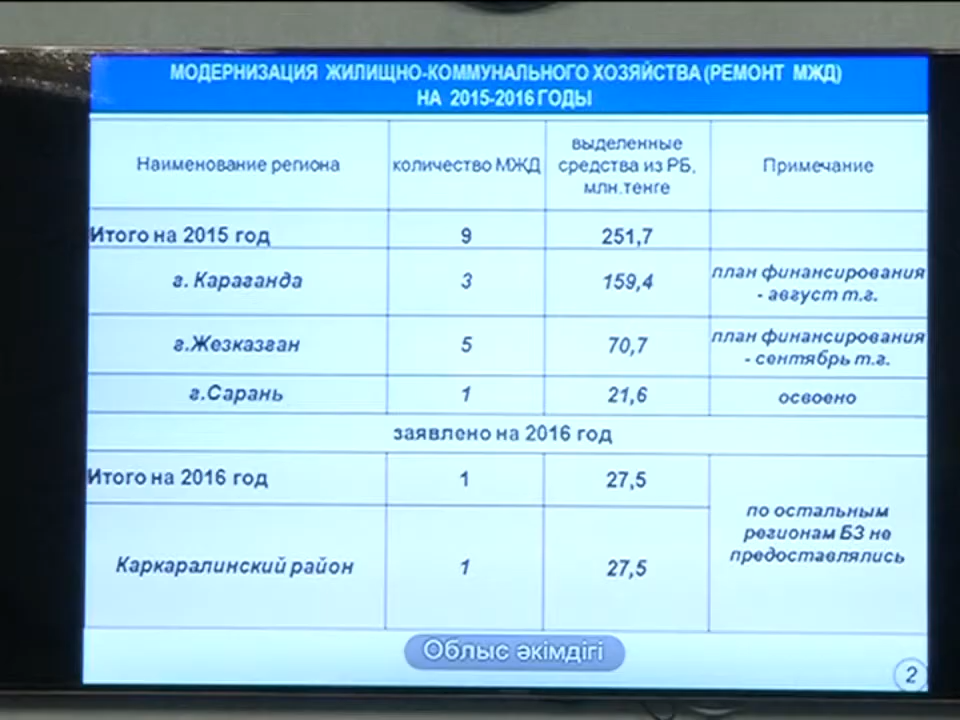 МОДЕРНИЗАЦИЯ ЖИЛИЩНО-КОММУНАЛЬНОГО ХОЗЯЙСТВА (РЕМОНТ МЖД)
НА 2015-2016 ГОДЫ
Наименование региона
количество МЖД
выделенные
средства из РБ,
млн.тенге
Примечание
Итого на 2015 год 9 251,7
г. Караганда 3 159,4
план финансирования
- август т.г.
г.Жезказган 5 70,7
план финансирования
- сентябрь т.г.
г.Сарань 1 21,6 освоено
заявлено на 2016 год
Итого на 2016 год 1 27,5
по остальным
регионам БЗ не
предоставлялись
Каркаралинский район 1 27,5
Облыс әкімдігі
2